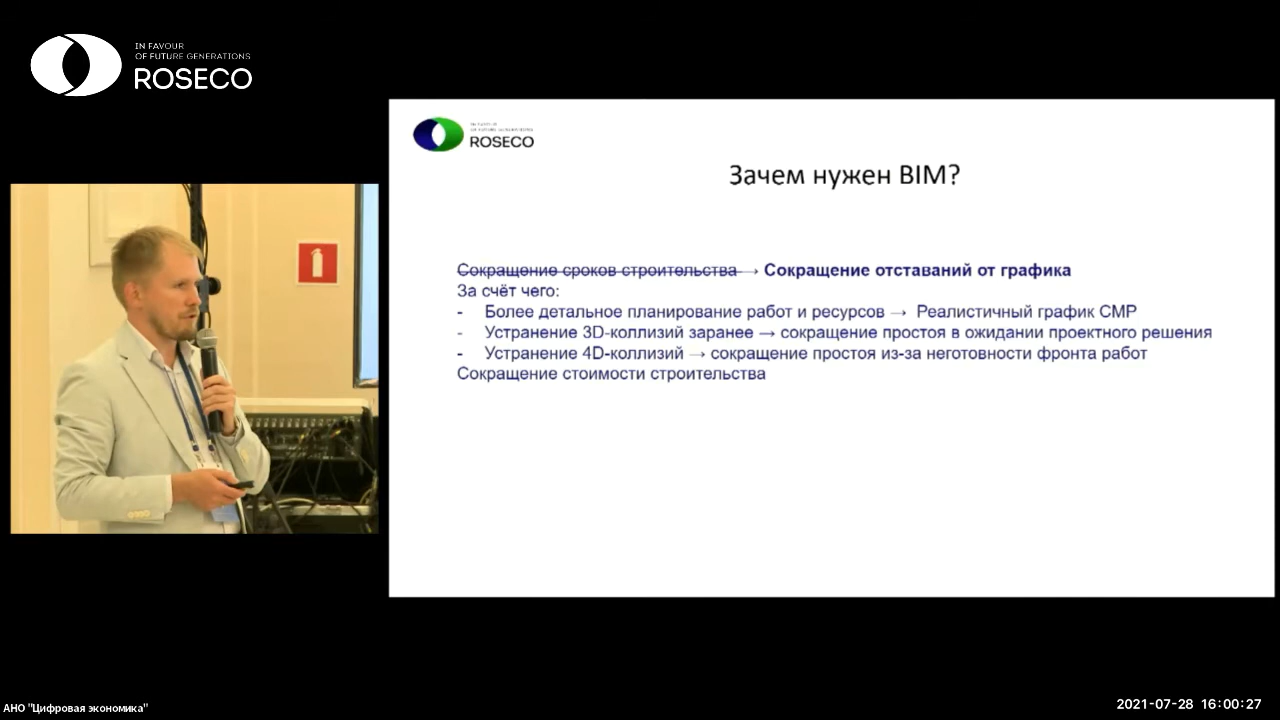 IN FAVOUR
OF FUTURE GENERATIONS
ROSECO
ROSECO
Зачем нужен BIM?
Сокращение сроков строительства → Сокращение отставаний от графика
За счёт чего:
- Более детальное планирование работ и ресурсов → Реалистичный график СМР
- Устранение 3D-коллизий заранее → сокращение простоя в ожидании проектного решения
- Устранение 4D-коллизий → сокращение простоя из-за неготовности фронта работ
Сокращение стоимости строительства
АНО "Цифровая экономика"
2021-07-28 16:00:27